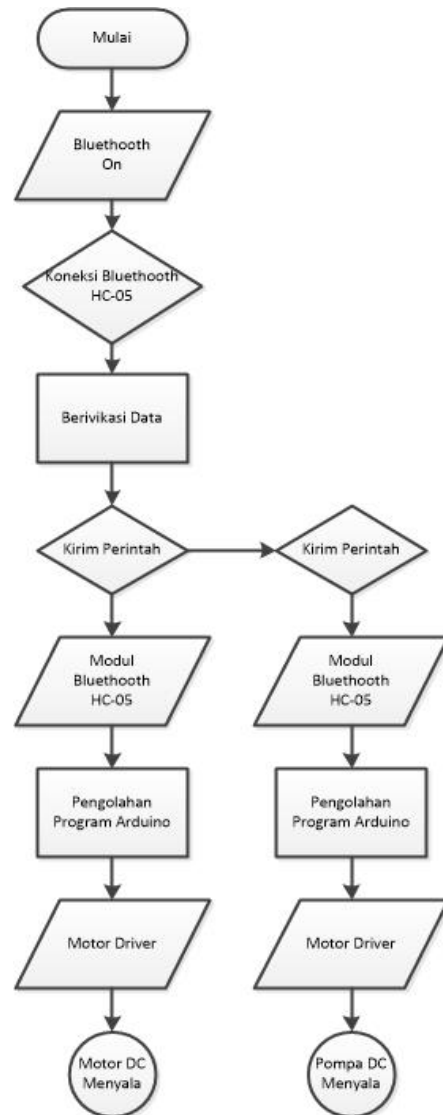 Mulai
Bluethooth
On
Koneksi Bluethooth
HC-05
Berivikasi Data
Kirim Perintah
Kirim Perintah
Modul
Bluethooth
HC-05
Modul
Bluethooth
HC-05
Pengolahan
Program Arduino
Pengolahan
Program Arduino
Motor Driver
Motor Driver
Motor DC
Menyala
Pompa DC
Menyala